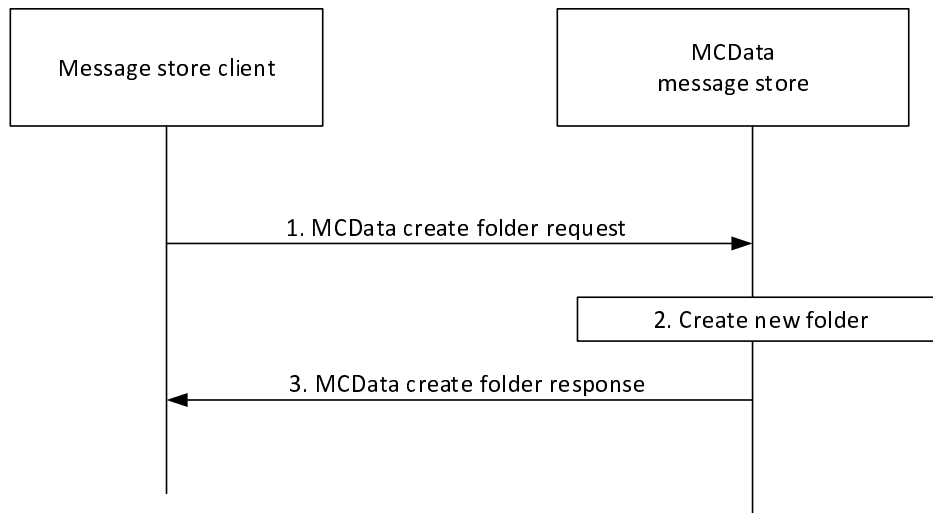 Message store client
MCData
message store
1. MCData create folder request
2. Create new folder
3. MCData create folder response